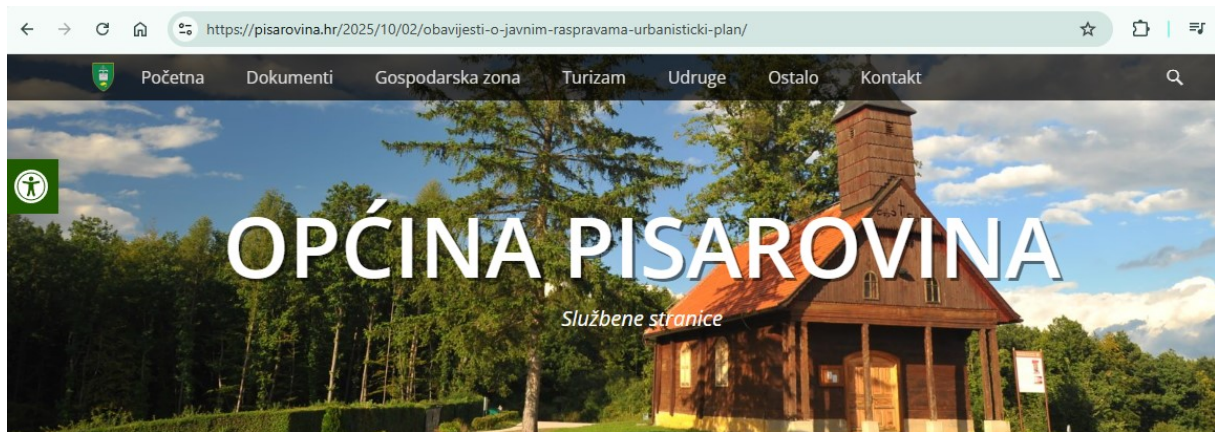 https://pisarovina.hr/2025/10/02/obavijesti-o-javnim-raspravama-urbanisticki-plan/
Početna Dokumenti Gospodarska zona Turizam Udruge Ostalo Kontakt
OPĆINA PISAROVINA
Službene stranice